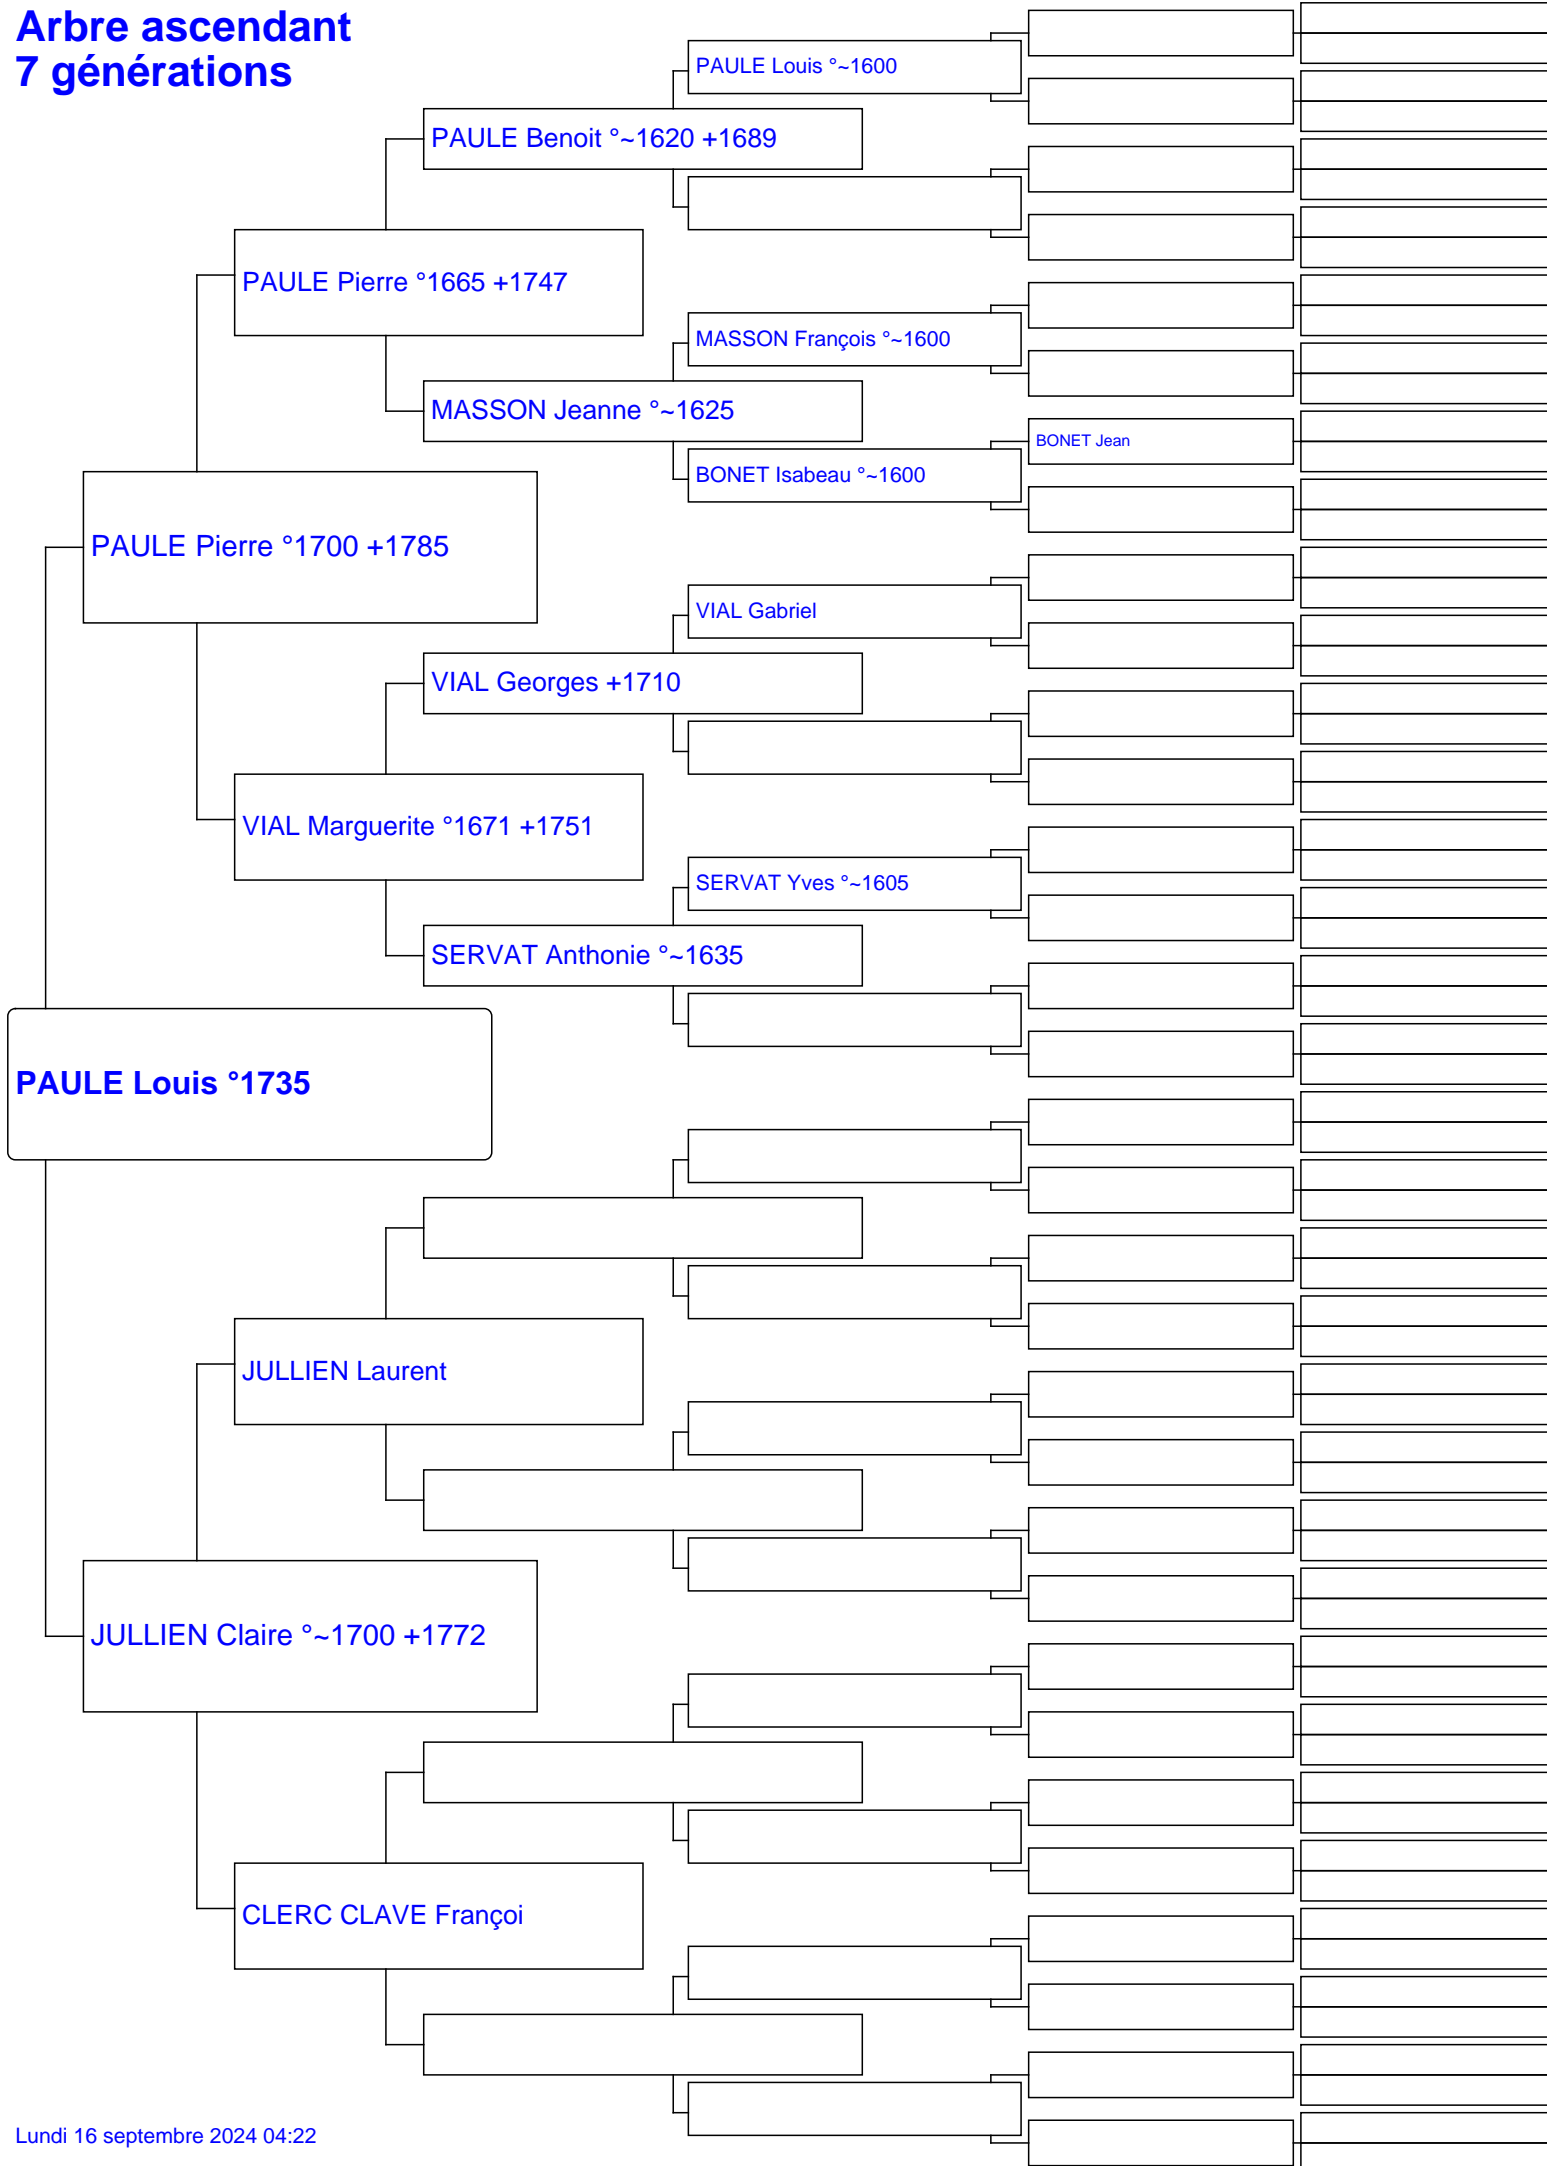 Arbre ascendant
7 générations
PAULE Louis °~1600
PAULE Benoit °~1620 +1689
PAULE Pierre °1665 +1747
MASSON François °~1600
MASSON Jeanne °~1625
BONET Jean
BONET Isabeau °~1600
PAULE Pierre °1700 +1785
VIAL Gabriel
VIAL Georges +1710
VIAL Marguerite °1671 +1751
SERVAT Yves °~1605
SERVAT Anthonie °~1635
PAULE Louis °1735
JULLIEN Laurent
JULLIEN Claire °~1700 +1772
CLERC CLAVE Françoi
Lundi 16 septembre 2024 04:22